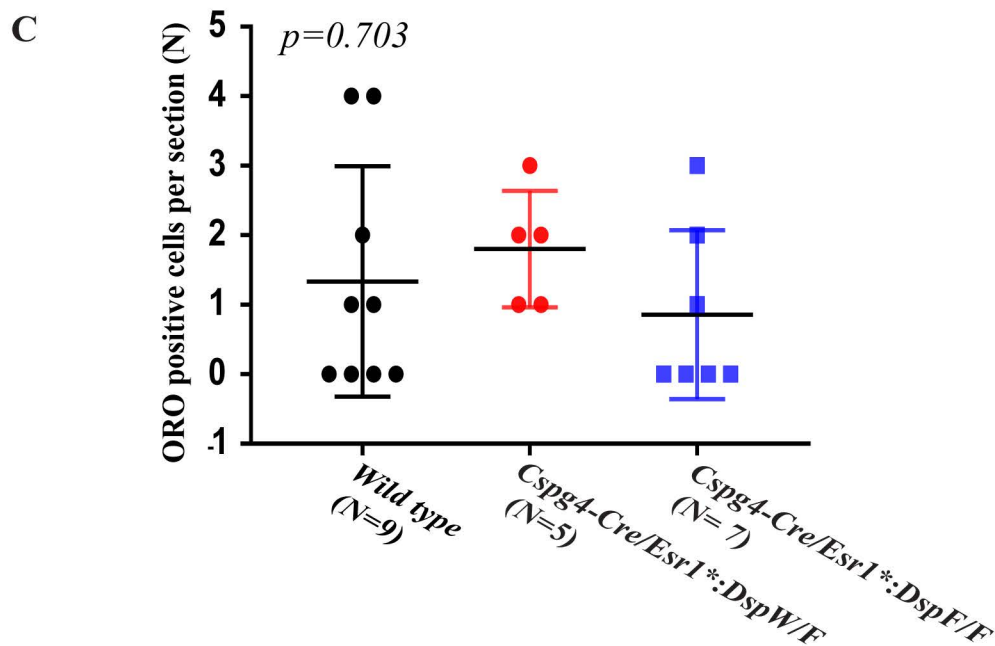 C
ORO positive cells per section (N)
p=0.703
5
4
3
2
1
0
-1
Wild type
(N=9)
Cspg4-Cre/Esr1*:DspW/F
(N=5)
Cspg4-Cre/Esr1*:DspF/F
(N= 7)